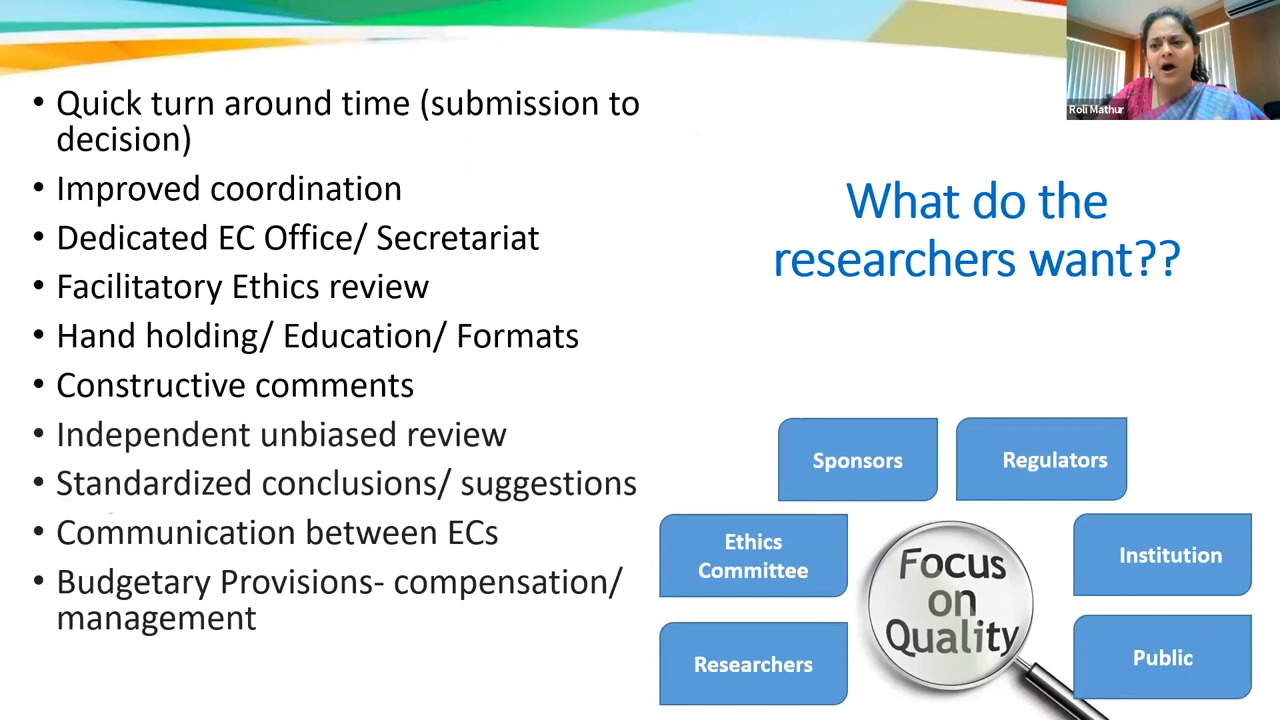 Roli Mathur
• Quick turn around time (submission to
decision)
• Improved coordination
• Dedicated EC Office/ Secretariat
• Facilitatory Ethics review
• Hand holding/ Education/ Formats
• Constructive comments
• Independent unbiased review
• Standardized conclusions/ suggestions
• Communication between ECs
• Budgetary Provisions- compensation/
management
What do the
researchers want??
Sponsors
Regulators
Ethics
Committee
Institution
Researchers
Public
Focus
on
Quality